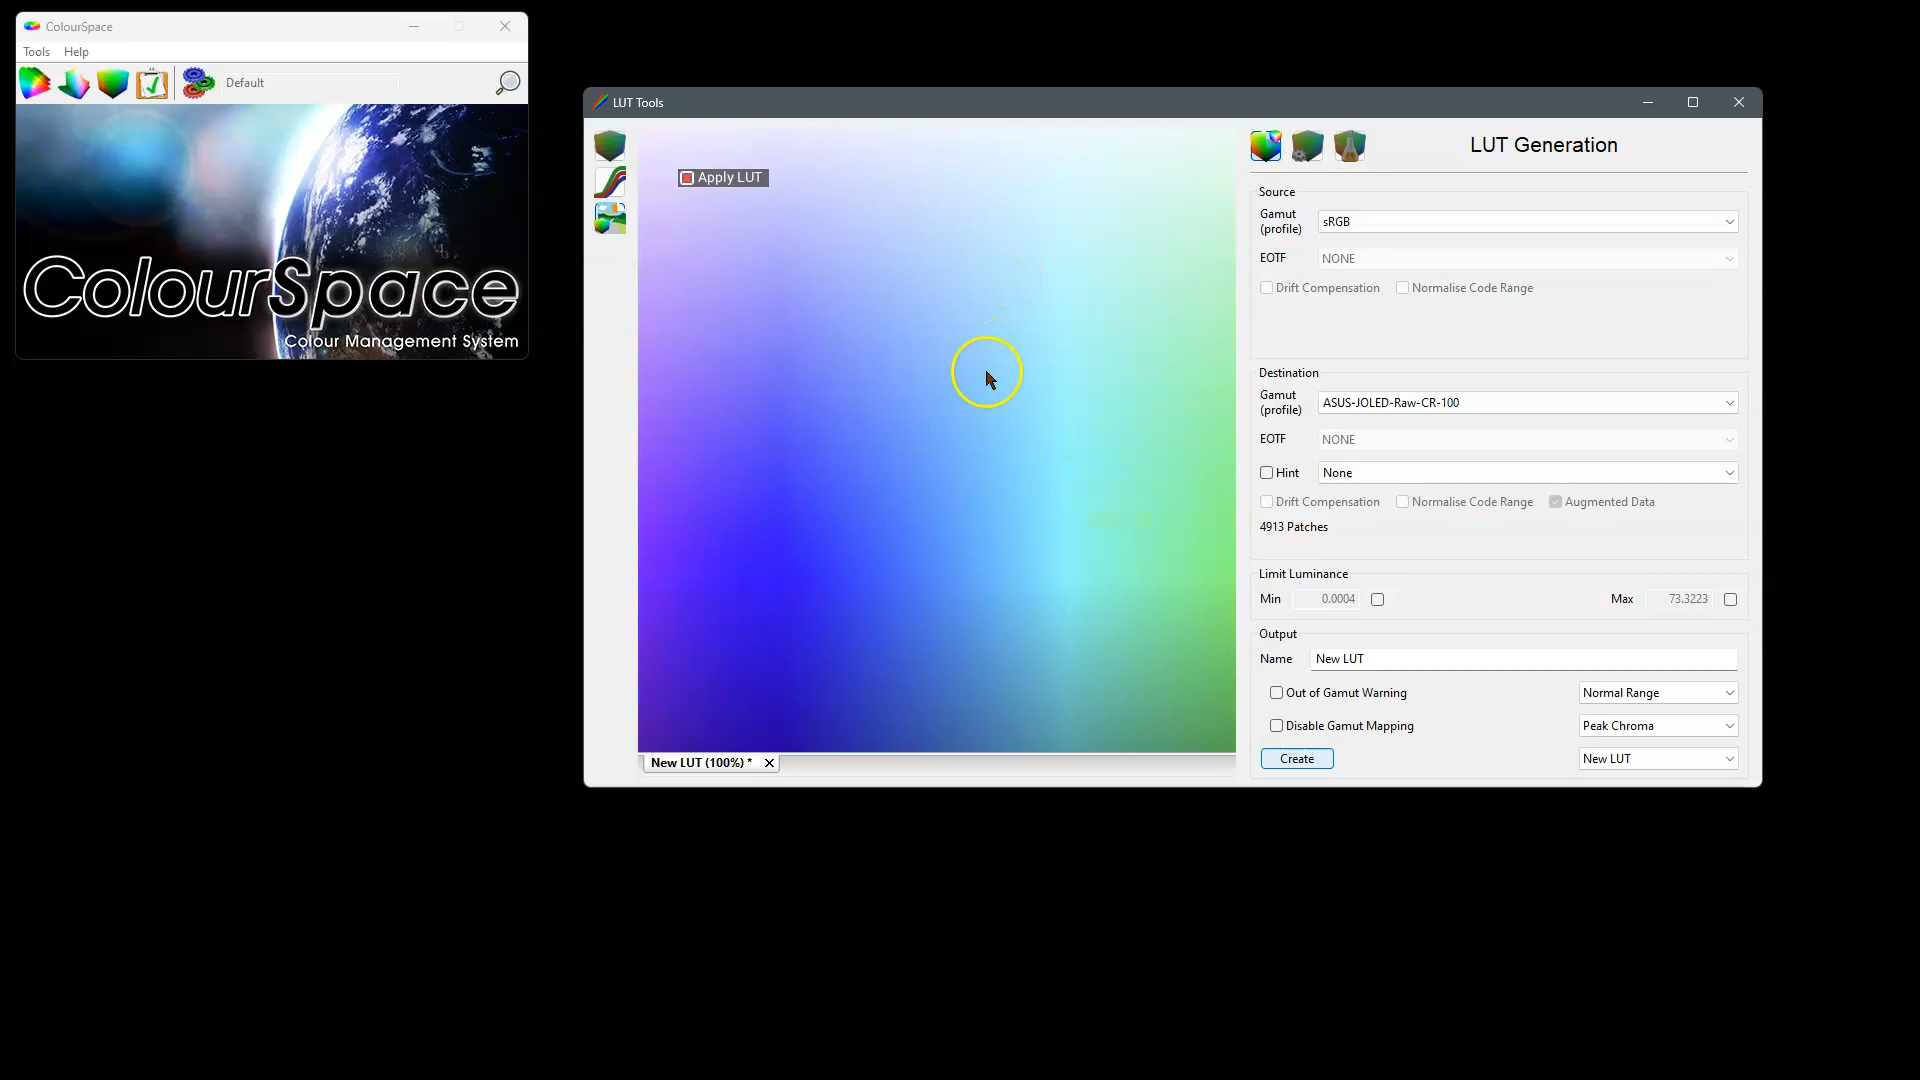 ColourSpace
Tools Help
Default
ColourSpace
Colour Management System
LUT Tools
Apply LUT
New LUT (100%) *
LUT Generation
Source
Gamut (profile) sRGB
EOTF NONE
Drift Compensation Normalise Code Range
Destination
Gamut (profile) ASUS-JOLED-Raw-CR-100
EOTF NONE
Hint None
Drift Compensation Normalise Code Range Augmented Data
4913 Patches
Limit Luminance
Min 0.0004 Max 73.3223
Output
Name New LUT
Out of Gamut Warning Normal Range
Disable Gamut Mapping Peak Chroma
Create New LUT